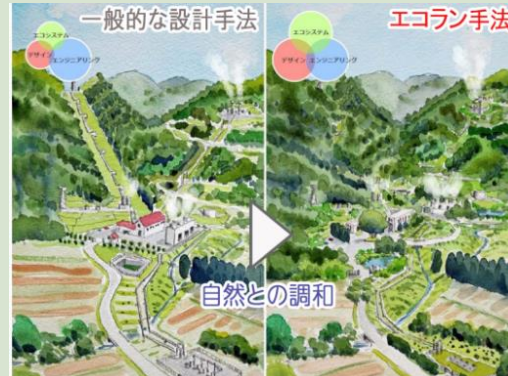 一般的な設計手法
エコシステム
デザイン
エンジニアリング
エコラン手法
エコシステム
デザイン
エンジニアリング
自然との調和